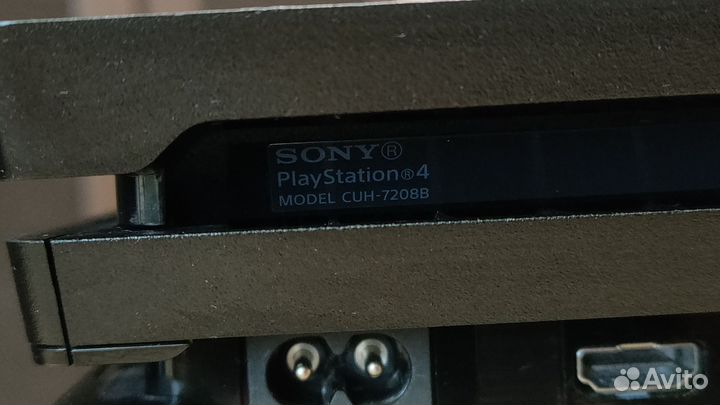 SONY®
PlayStation®4
MODEL CUH-7208B
Avito